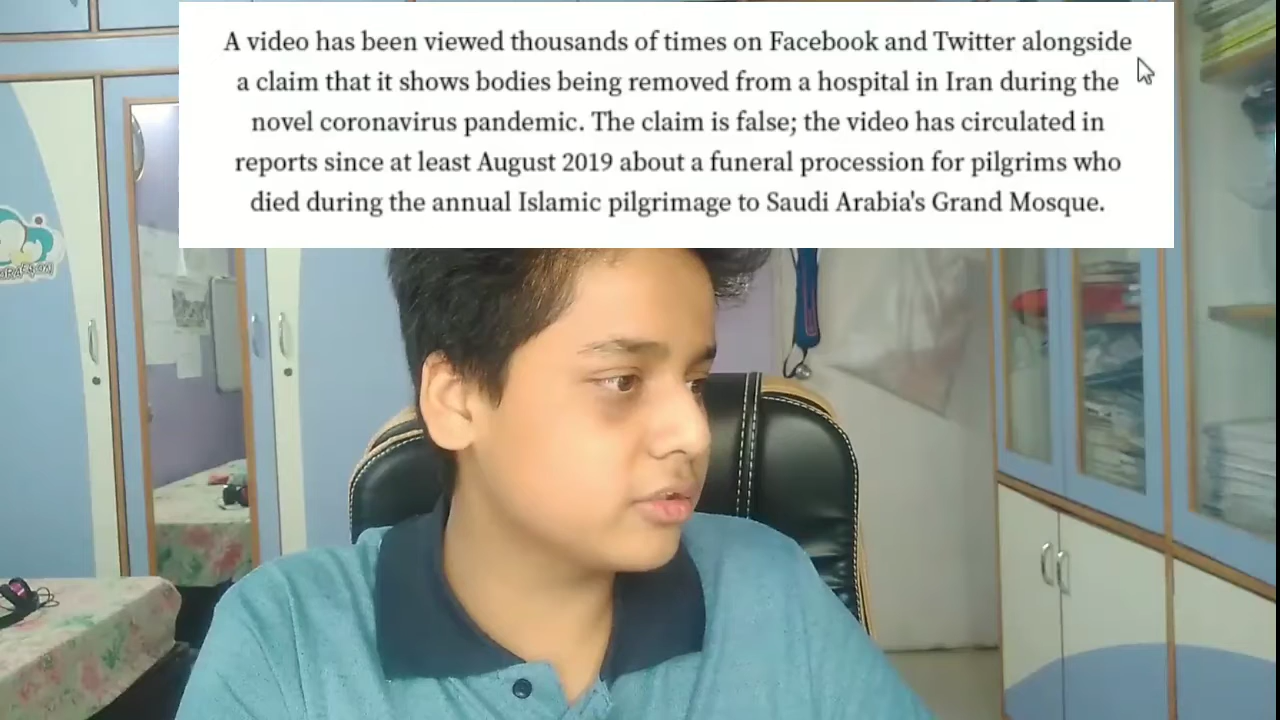 A video has been viewed thousands of times on Facebook and Twitter alongside
a claim that it shows bodies being removed from a hospital in Iran during the
novel coronavirus pandemic. The claim is false; the video has circulated in
reports since at least August 2019 about a funeral procession for pilgrims who
died during the annual Islamic pilgrimage to Saudi Arabia's Grand Mosque.